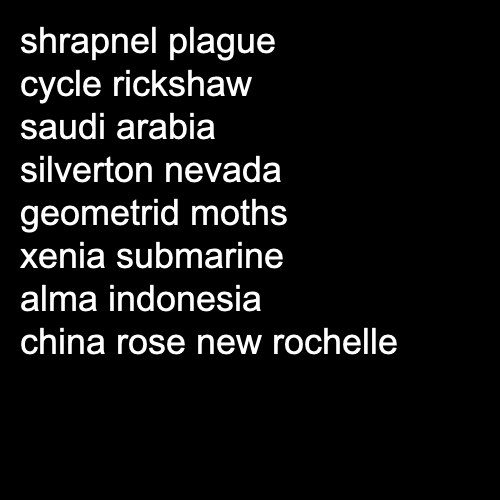 shrapnel plague
cycle rickshaw
saudi arabia
silverton nevada
geometrid moths
xenia submarine
alma indonesia
china rose new rochelle